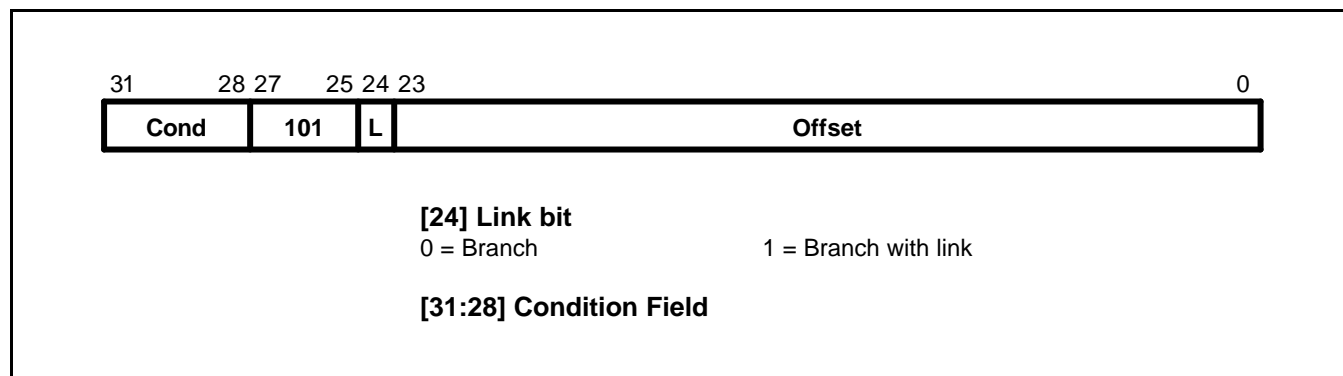 31 28 27 25 24 23 0
Cond 101 L Offset
[24] Link bit
0 = Branch 1 = Branch with link
[31:28] Condition Field